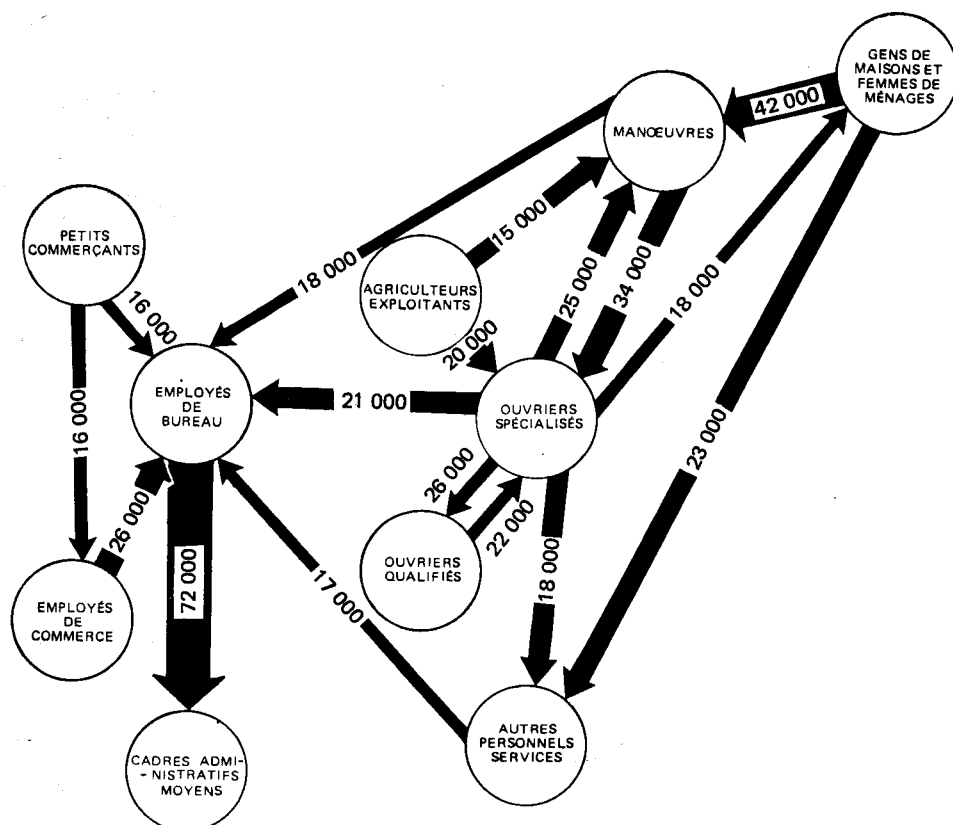 GENS DE
MAISONS ET
FEMMES DE
MÉNAGES
42 000
MANŒUVRES
15 000
PETITS
COMMERÇANTS
18 000
AGRICULTEURS
EXPLOITANTS
25 000
34 000
18 000
16 000
20 000
EMPLOYÉS
DE
BUREAU
21 000
OUVRIERS
SPÉCIALISÉS
16 000
26 000
23 000
26 000
22 000
OUVRIERS
QUALIFIÉS
18 000
72 000
17 000
EMPLOYÉS
DE
COMMERCE
AUTRES
PERSONNELS
SERVICES
CADRES ADMI-
- NISTRATIFS
MOYENS